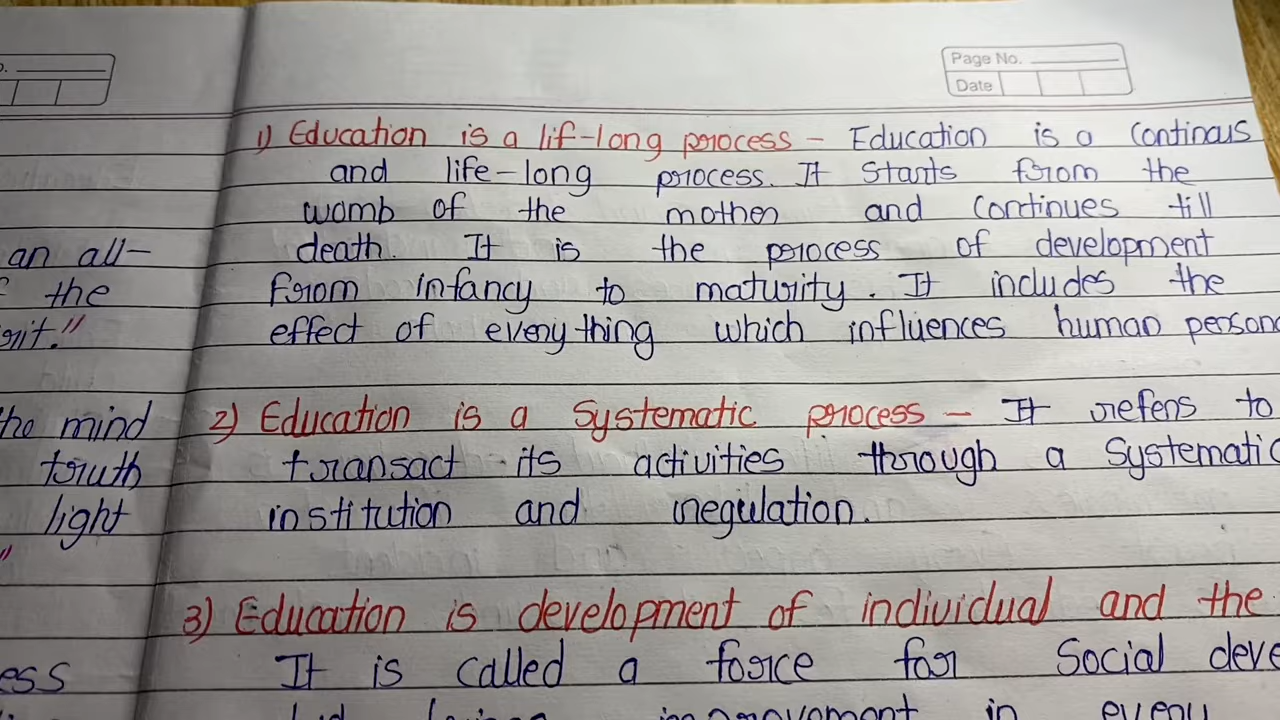 Page No.
Date
1) Education is a lif-long process - Education is a Continous
and life-long process. It Starts from the
womb of the mother and Continues till
death. It is the process of development
from infancy to maturity. It includes the
effect of everything which influences human
2) Education is a Systematic process - It refers to
transact its activities through a Systematic
institution and regulation.
3) Education is development of individual and the
It is called a force for Social
improvement in every
an all-
the
the mind
truth
light
"